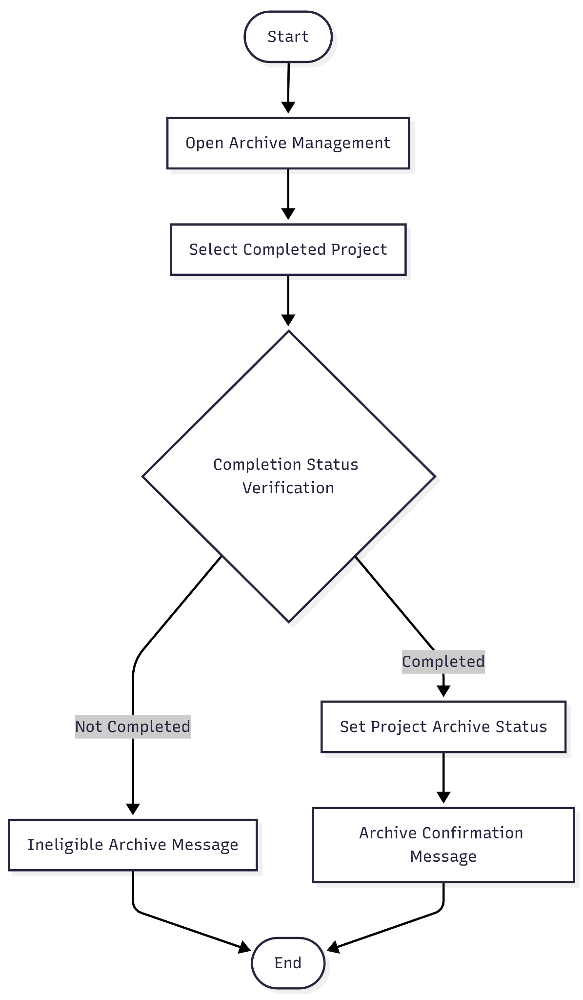 Start
Open Archive Management
Select Completed Project
Completion Status
Verification
Completed
Not Completed
Set Project Archive Status
Ineligible Archive Message
Archive Confirmation
Message
End